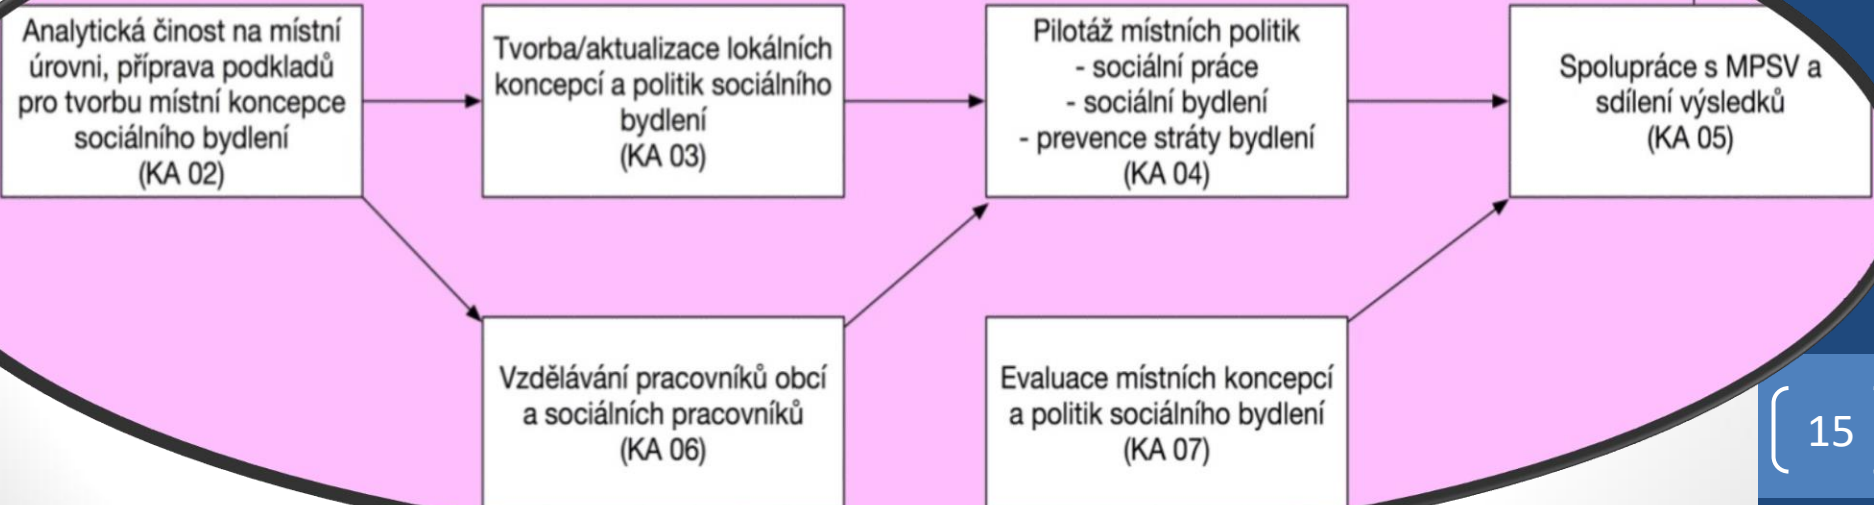 Analytická činost na místní
úrovni, příprava podkladů
pro tvorbu místní koncepce
sociálního bydlení
(KA 02)
Tvorba/aktualizace lokálních
koncepcí a politik sociálního
bydlení
(KA 03)
Pilotáž místních politik
- sociální práce
- sociální bydlení
- prevence stráty bydlení
(KA 04)
Spolupráce s MPSV a
sdílení výsledků
(KA 05)
Vzdělávání pracovníků obcí
a sociálních pracovníků
(KA 06)
Evaluace místních koncepcí
a politik sociálního bydlení
(KA 07)
15